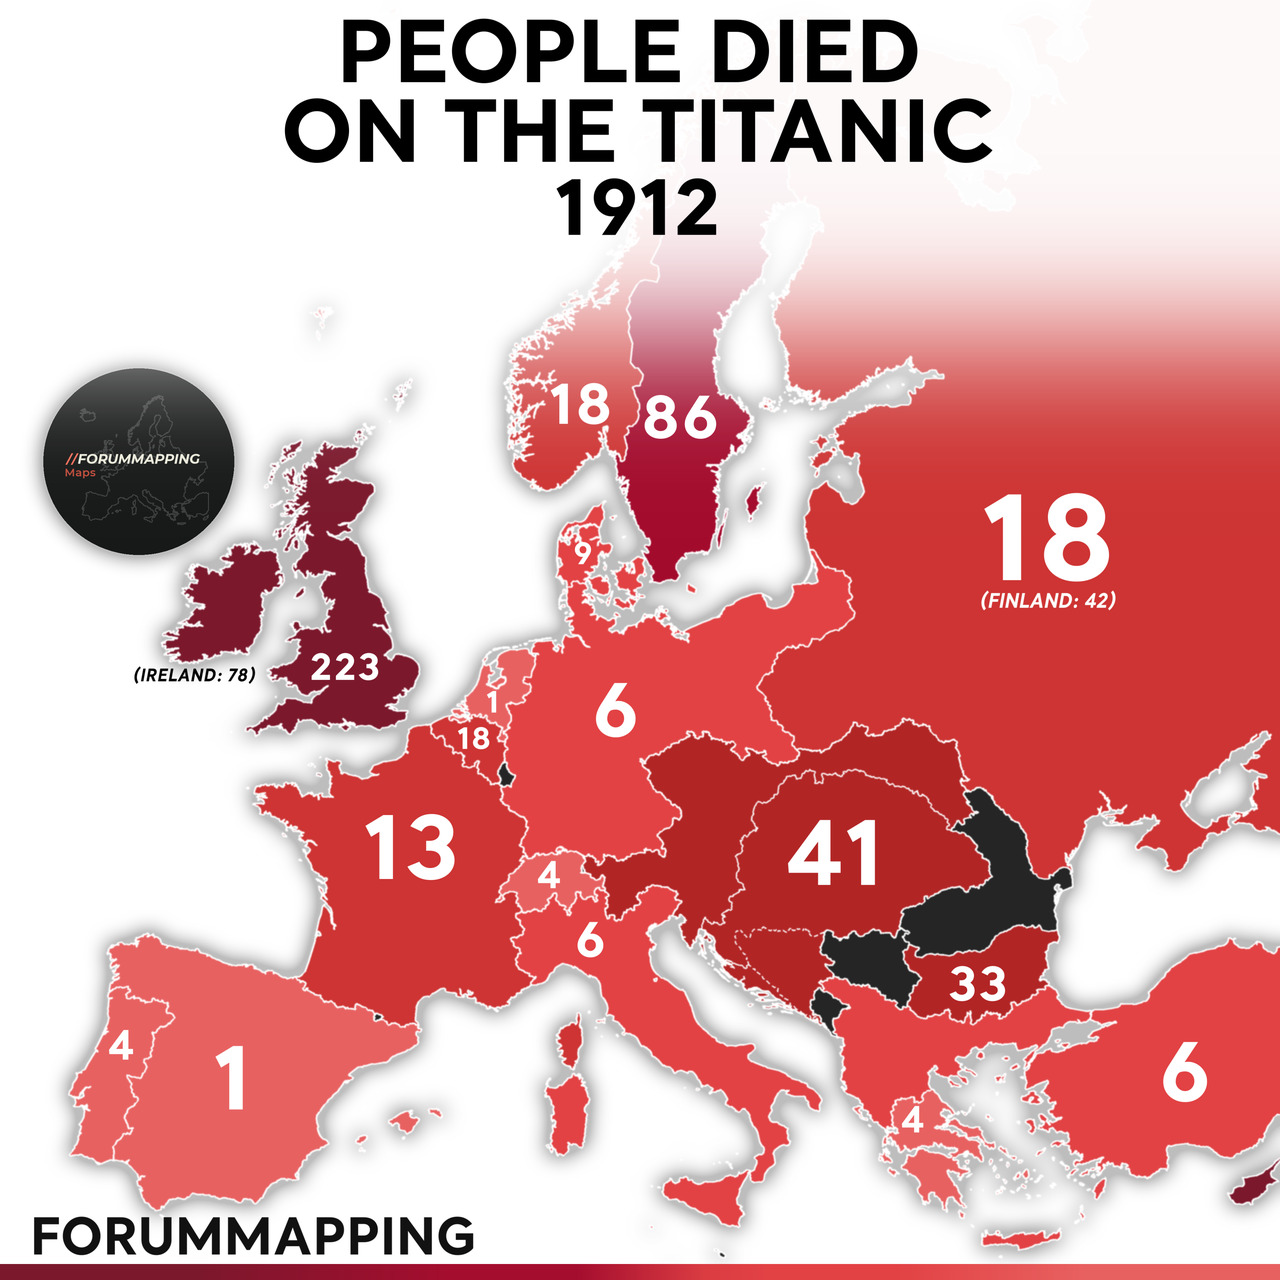 PEOPLE DIED
ON THE TITANIC
1912
18
86
//FORUMMAPPING
Maps
18
(FINLAND: 42)
9
223
(IRELAND: 78)
1
6
18
13
41
4
6
33
4
1
6
4
FORUMMAPPING